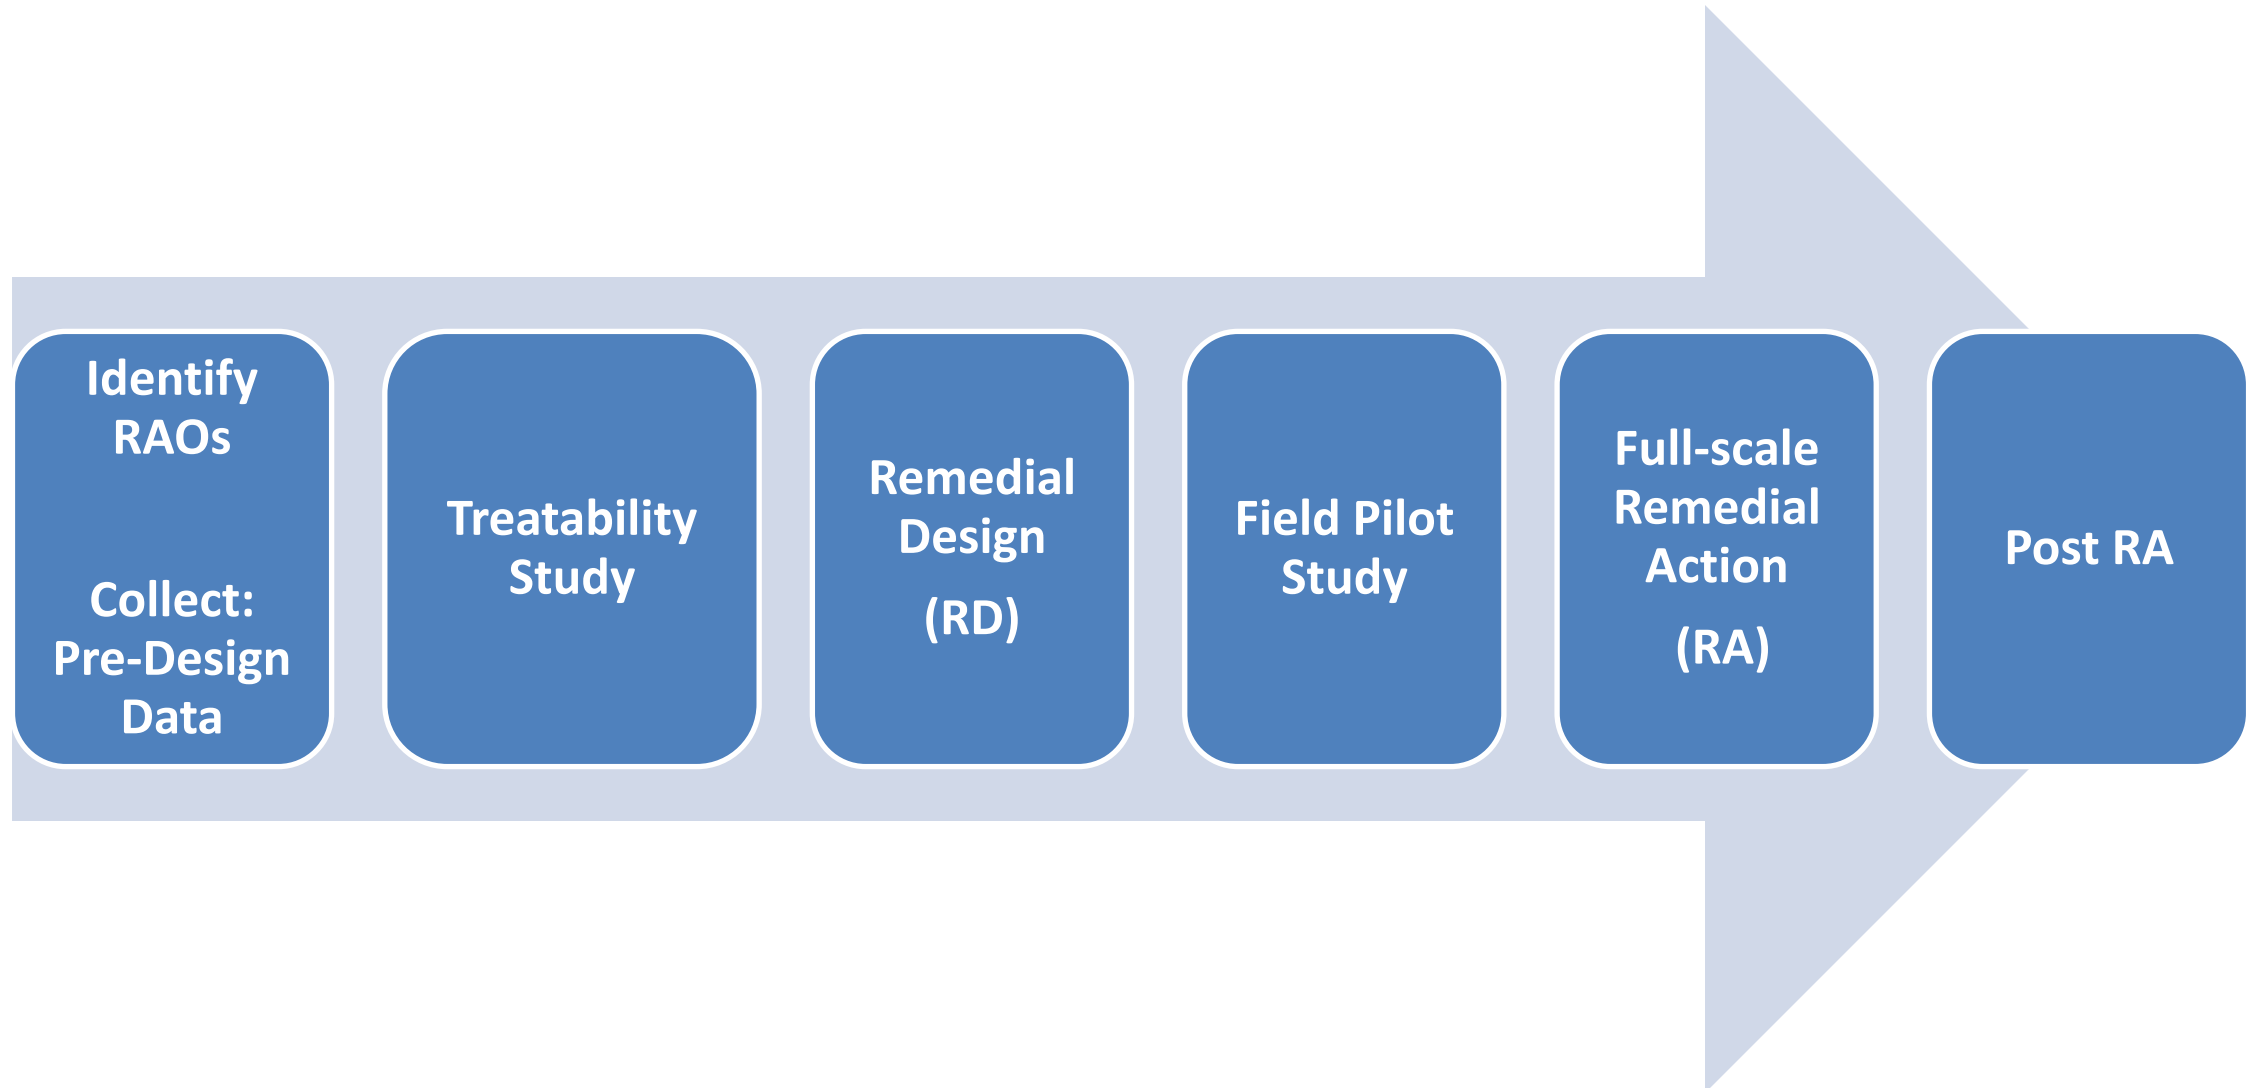 Identify
RAOs
Collect:
Pre-Design
Data
Treatability
Study
Remedial
Design
(RD)
Field Pilot
Study
Full-scale
Remedial
Action
(RA)
Post RA